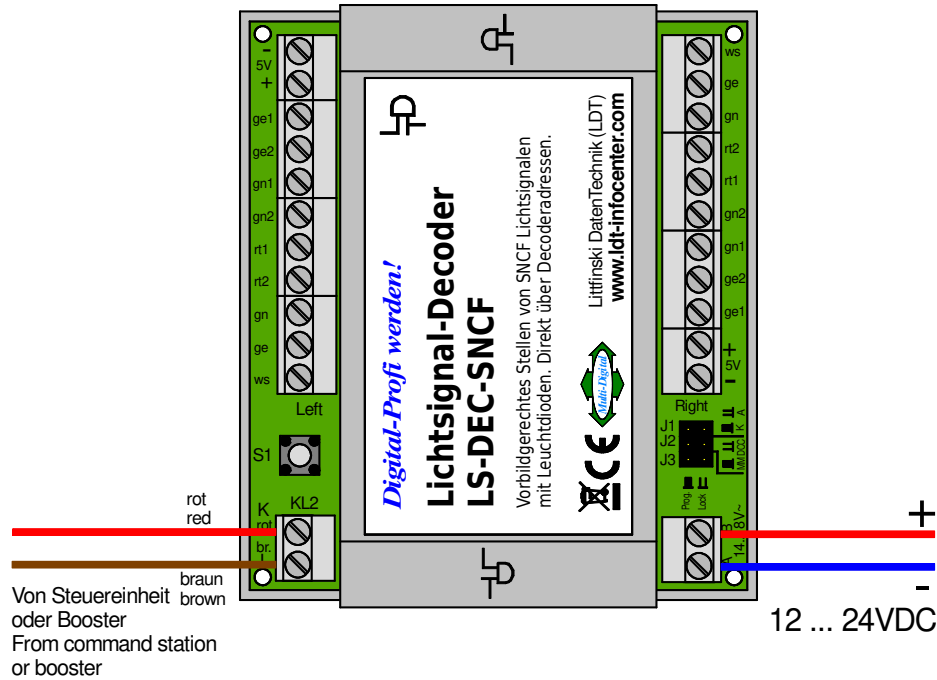 -
5V
+
ge1
ge2
gn1
gn2
rt1
rt2
gn
ge
ws
Left
S1
K
KL2
rot
br.
rot
red
braun
brown
Von Steuereinheit
oder Booster
From command station
or booster
Digital-Profi werden!
Lichtsignal-Decoder
LS-DEC-SNCF
Vorbildgerechtes Stellen von SNCF Lichtsignalen
mit Leuchtdioden. Direkt über Decoderadressen.
Littfinski DatenTechnik (LDT)
www.ldt-infocenter.com
Multi-Digital
CE
ws
ge
gn
rt2
rt1
gn2
gn1
ge2
ge1
+
5V
-
Right
J1
J2
J3
K A
MM DCC
Prog.
Lock
B
A
+
-
12 ... 24VDC